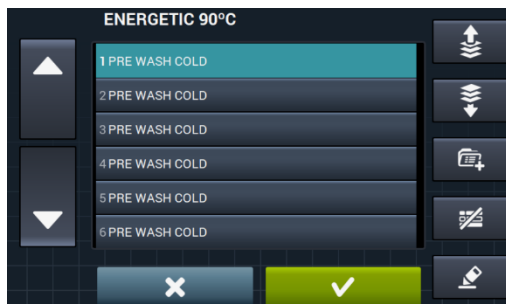 ENERGETIC 90ºC
1 PRE WASH COLD
2 PRE WASH COLD
3 PRE WASH COLD
4 PRE WASH COLD
5 PRE WASH COLD
6 PRE WASH COLD